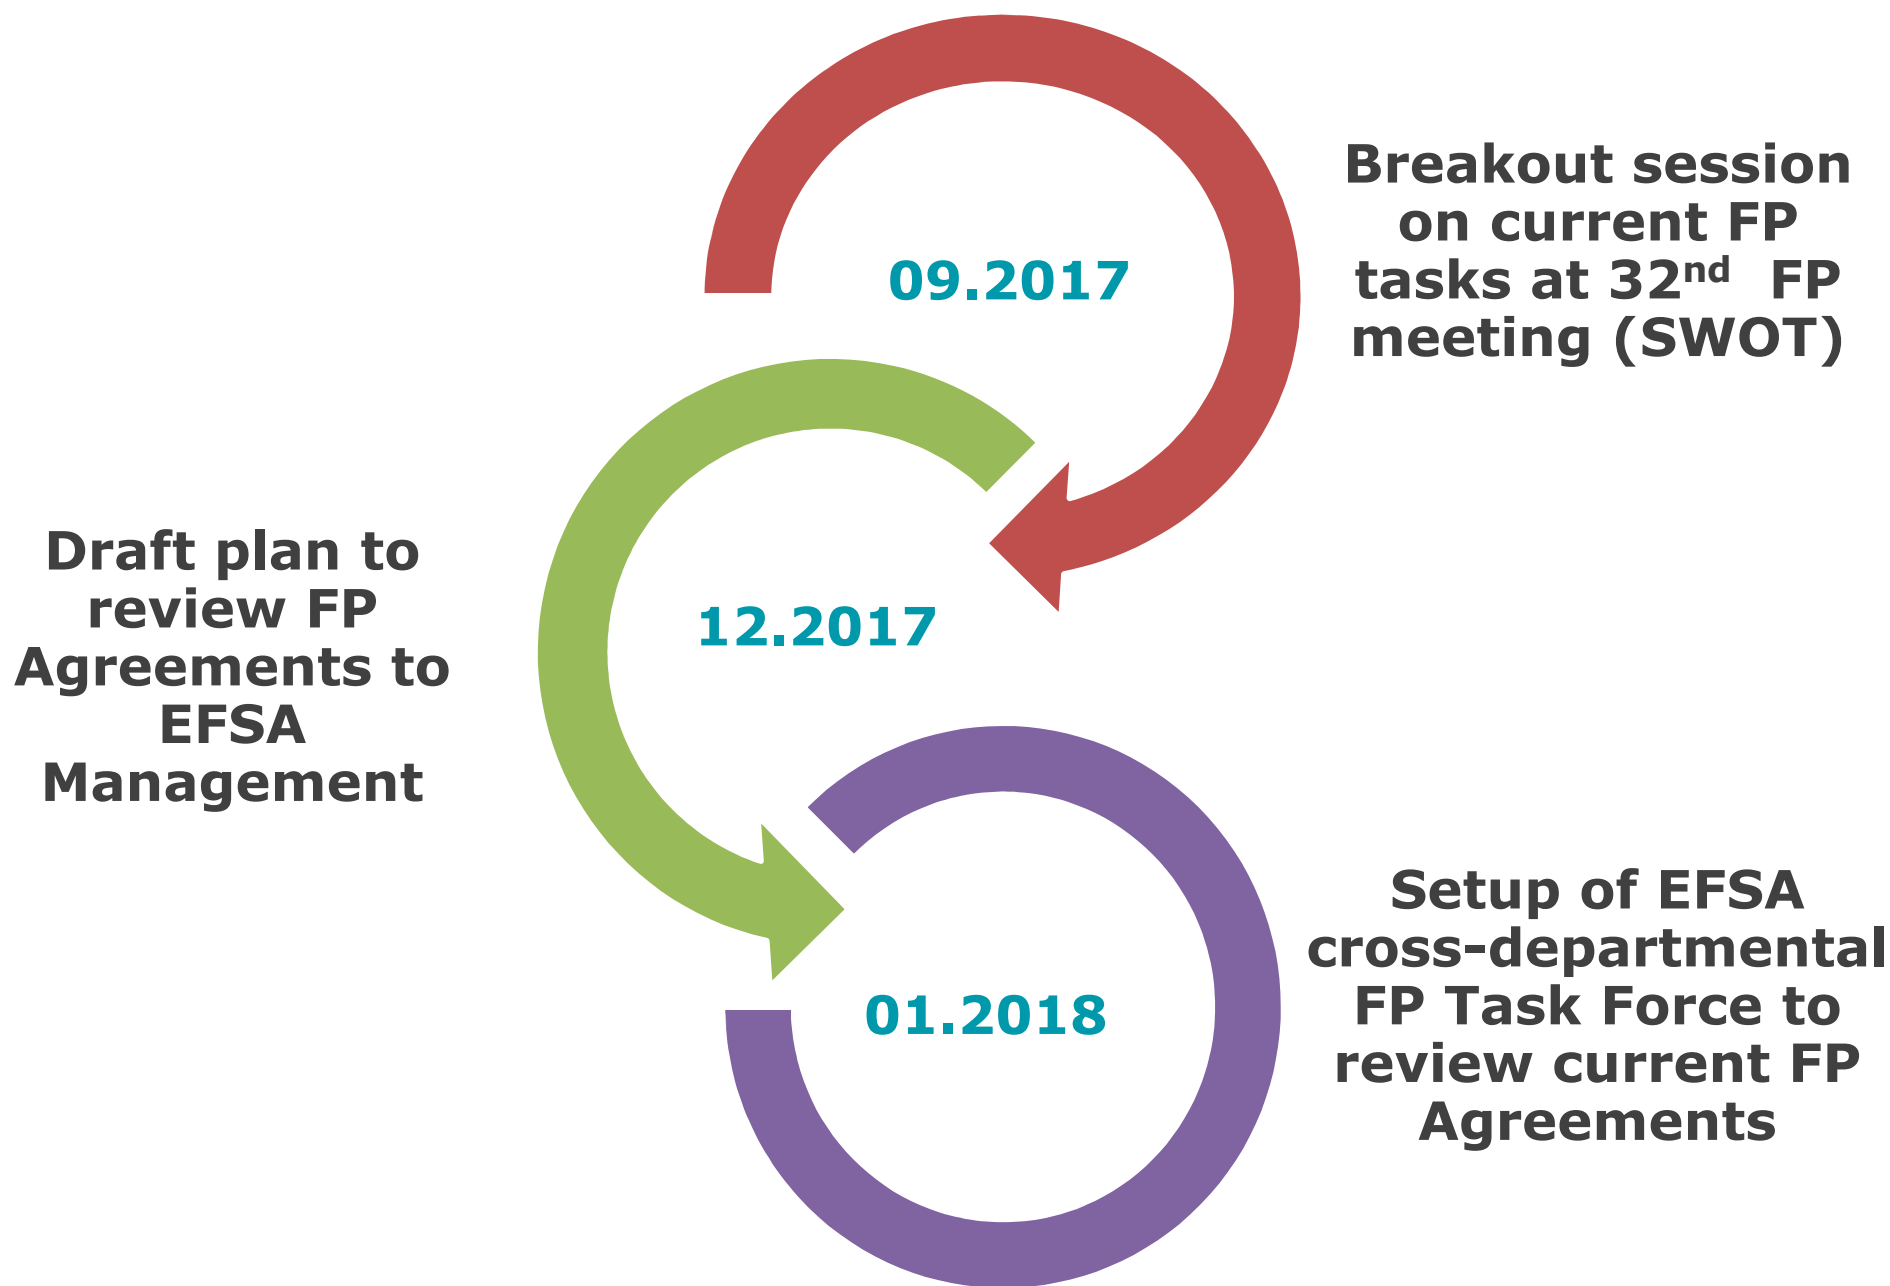 09.2017
Breakout session
on current FP
tasks at 32nd FP
meeting (SWOT)
12.2017
Draft plan to
review FP
Agreements to
EFSA
Management
01.2018
Setup of EFSA
cross-departmental
FP Task Force to
review current FP
Agreements